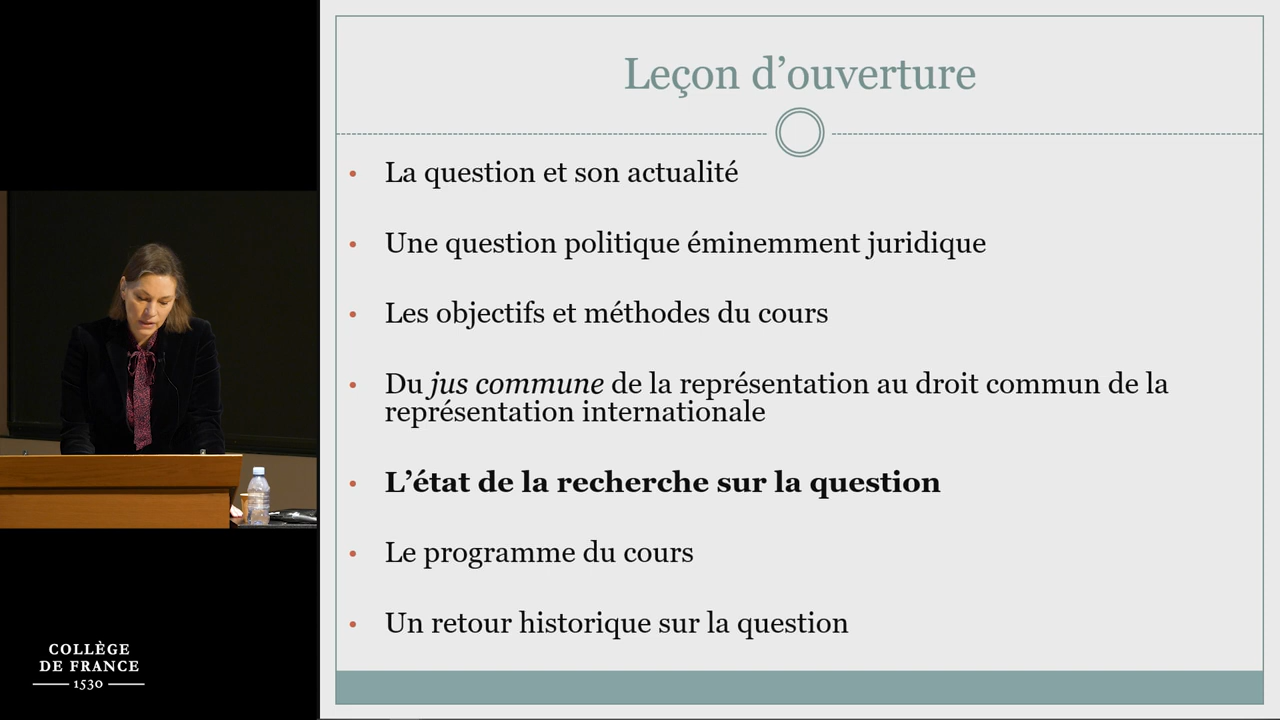 Leçon d’ouverture
• La question et son actualité
• Une question politique éminemment juridique
• Les objectifs et méthodes du cours
• Du jus commune de la représentation au droit commun de la
représentation internationale
• L’état de la recherche sur la question
• Le programme du cours
• Un retour historique sur la question
COLLÈGE
DE FRANCE
1530